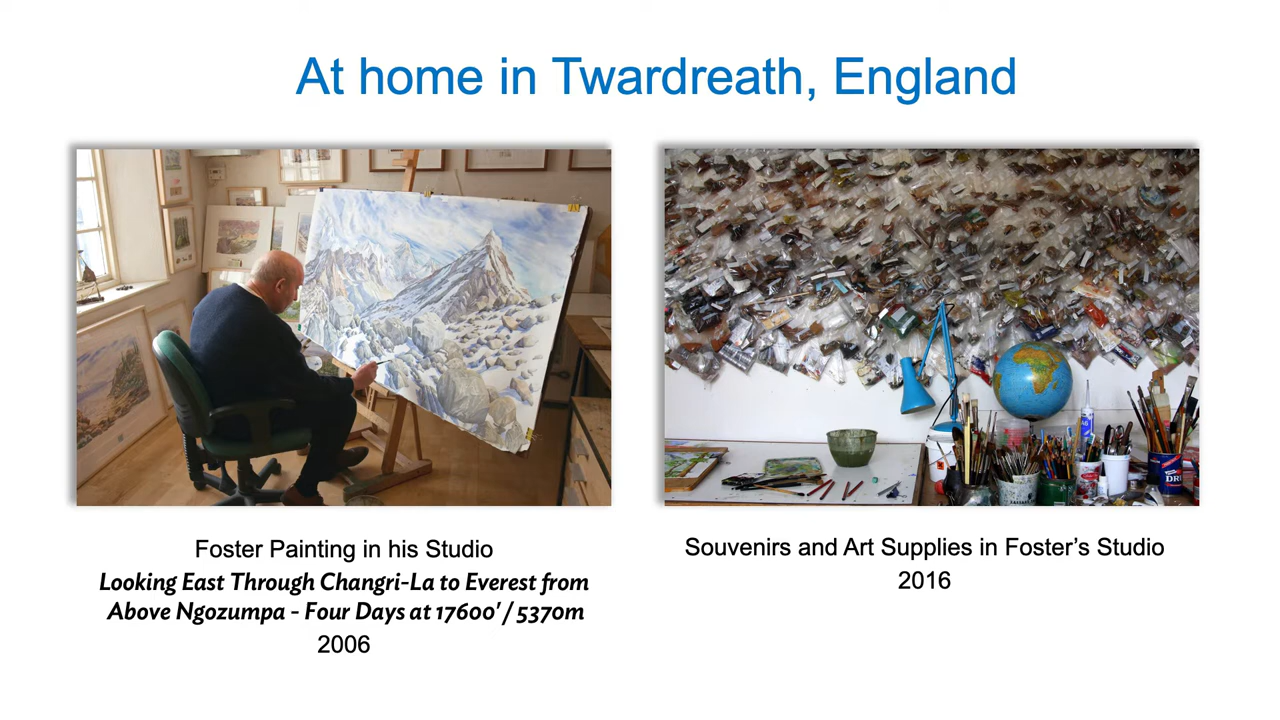 At home in Twardreath, England
Foster Painting in his Studio
Looking East Through Changri-La to Everest from
Above Ngozumpa - Four Days at 17600'/5370m
2006
Souvenirs and Art Supplies in Foster’s Studio
2016